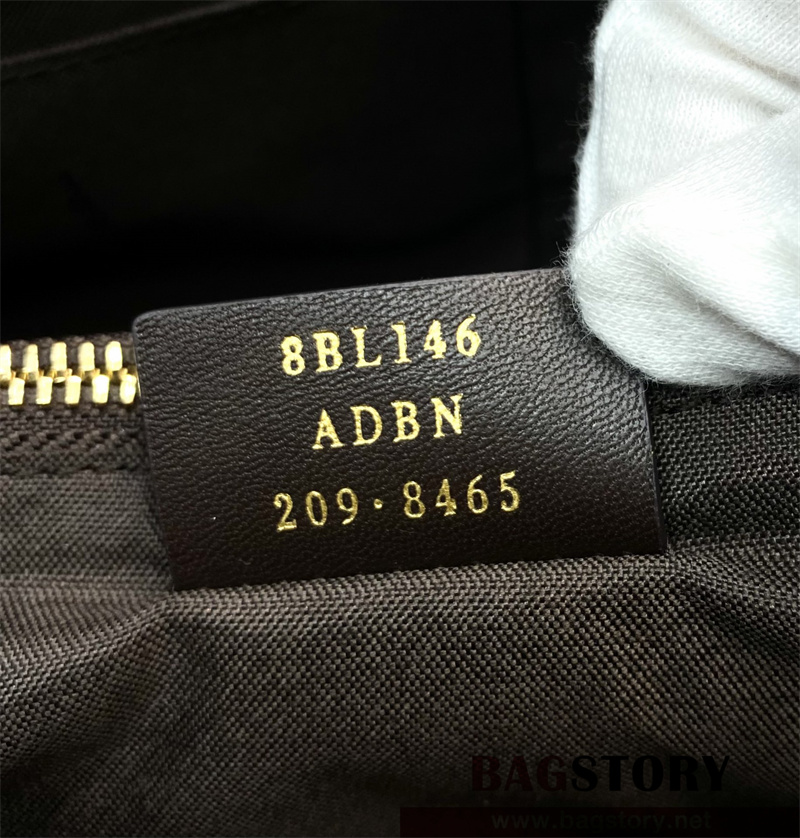 8BL146
ADBN
209·8465
BAGSTORY
www.bagstory.net